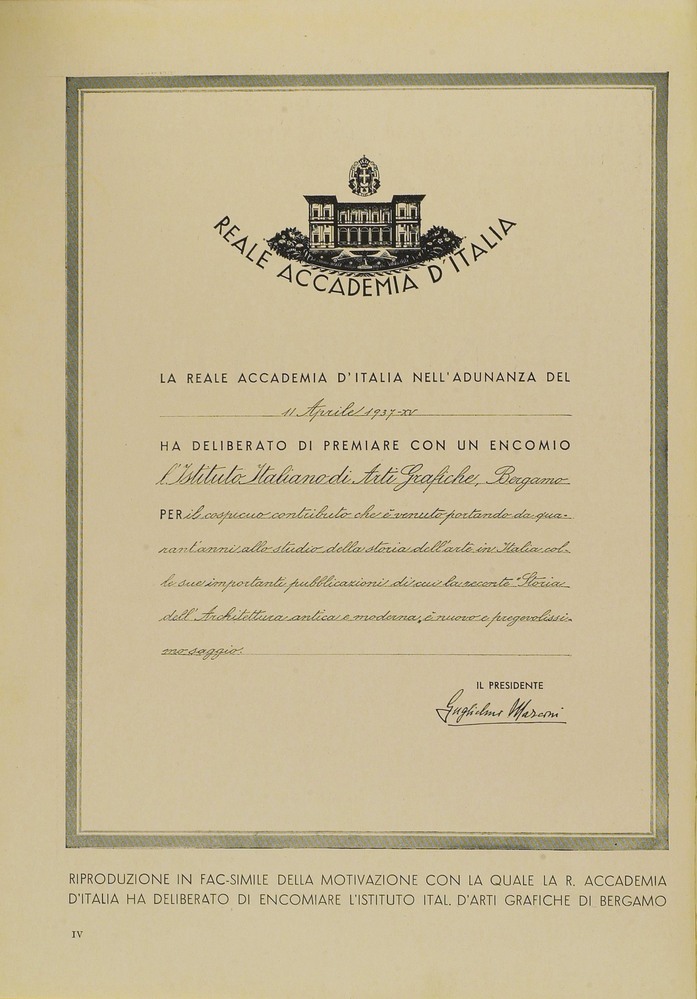 REALE ACCADEMIA D'ITALIA
LA REALE ACCADEMIA D'ITALIA NELL'ADUNANZA DEL
11 Aprile 1937-XV
HA DELIBERATO DI PREMIARE CON UN ENCOMIO
l'Istituto Italiano di Arti Grafiche, Bergamo
PER il cospicuo contributo che è venuto portando da qua-
rant'anni allo studio della storia dell'arte in Italia col-
le sue importanti pubblicazioni di cui la recente "Storia
dell'Architettura antica e moderna", è nuovo e pregevolissi-
mo saggio.
IL PRESIDENTE
Guglielmo Marconi
RIPRODUZIONE IN FAC-SIMILE DELLA MOTIVAZIONE CON LA QUALE LA R. ACCADEMIA
D'ITALIA HA DELIBERATO DI ENCOMIARE L'ISTITUTO ITAL. D'ARTI GRAFICHE DI BERGAMO
IV